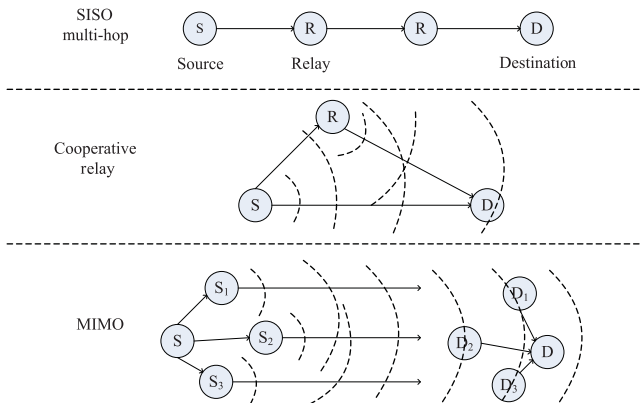 SISO
multi-hop
S
R
R
D
Source
Relay
Destination
Cooperative
relay
R
S
D
MIMO
S
S1
S2
S3
D1
D2
D
D3